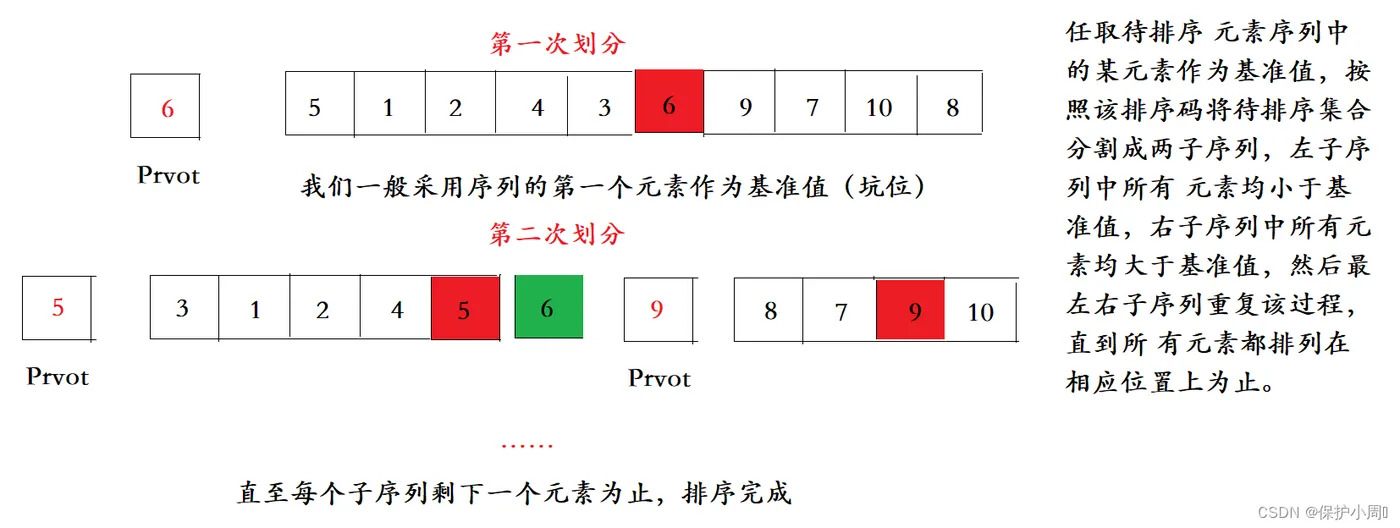 第一次划分
6
5 1 2 4 3 6 9 7 10 8
Prvot
我们一般采用序列的第一个元素作为基准值（坑位）
第二次划分
5 3 1 2 4 5 6 9 8 7 9 10
Prvot Prvot
……
直至每个子序列剩下一个元素为止，排序完成
任取待排序 元素序列中
的某元素作为基准值，按
照该排序码将待排序集合
分割成两子序列，左子序
列中所有 元素均小于基
准值，右子序列中所有元
素均大于基准值，然后最
左右子序列重复该过程，
直到所 有元素都排列在
相应位置上为止。
CSDN @保护小周